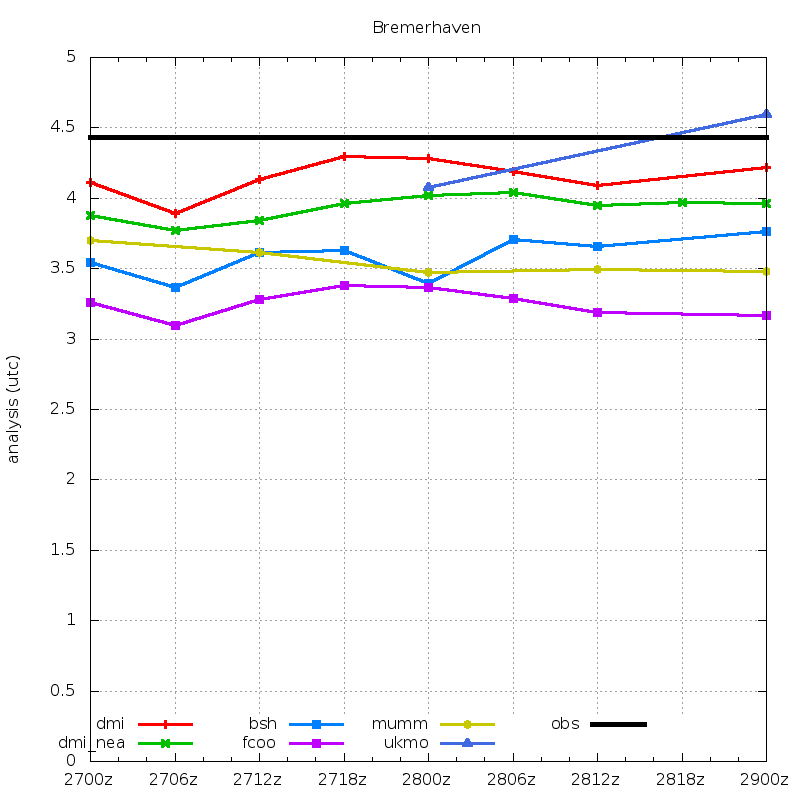 Bremerhaven
5
4.5
4
3.5
3
2.5
2
1.5
1
0.5
0
analysis (utc)
dmi bsh mumm obs
dmi_nea fcoo ukmo
2700z 2706z 2712z 2718z 2800z 2806z 2812z 2818z 2900z